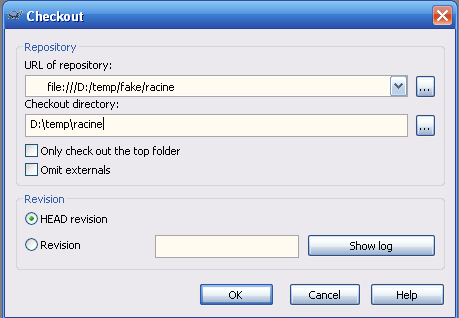 Checkout
Repository
URL of repository:
file:///D:/temp/fake/racine
...
Checkout directory:
D:\temp\racine
...
Only check out the top folder
Omit externals
Revision
HEAD revision
Revision
Show log
OK
Cancel
Help